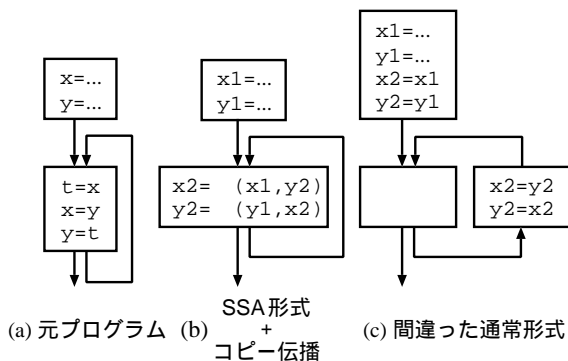 x=...
y=...
t=x
x=y
y=t
(a) 元プログラム
x1=...
y1=...
x2= (x1,y2)
y2= (y1,x2)
(b)
SSA形式
+
コピー伝播
x1=...
y1=...
x2=x1
y2=y1
x2=y2
y2=x2
(c) 間違った通常形式